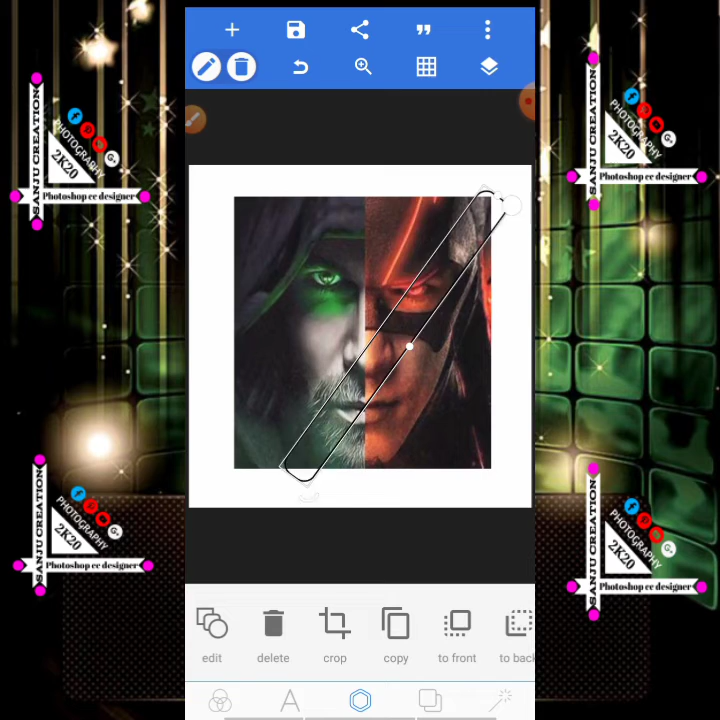 SANJU CREATION
PHOTOGRAPHY
2K20
Photoshop cc designer
SANJU CREATION
PHOTOGRAPHY
2K20
Photoshop cc designer
SANJU CREATION
PHOTOGRAPHY
2K20
Photoshop cc designer
SANJU CREATION
PHOTOGRAPHY
2K20
Photoshop cc designer
edit delete crop copy to front to back